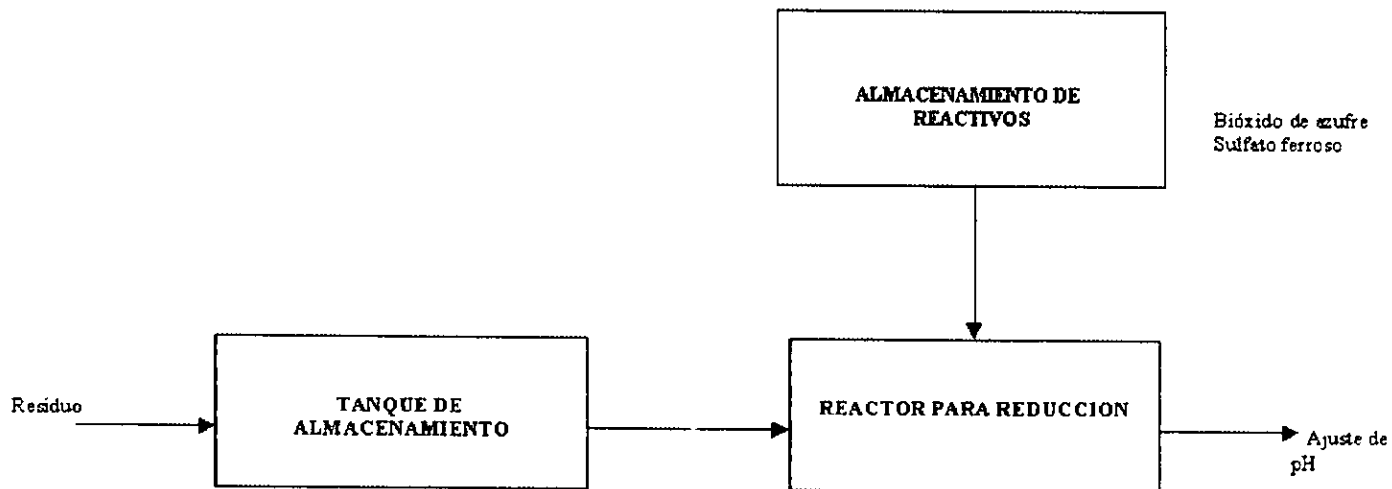 ALMACENAMIENTO DE
REACTIVOS
Bióxido de azufre
Sulfato ferroso
Residuo
TANQUE DE
ALMACENAMIENTO
REACTOR PARA REDUCCION
Ajuste de
pH